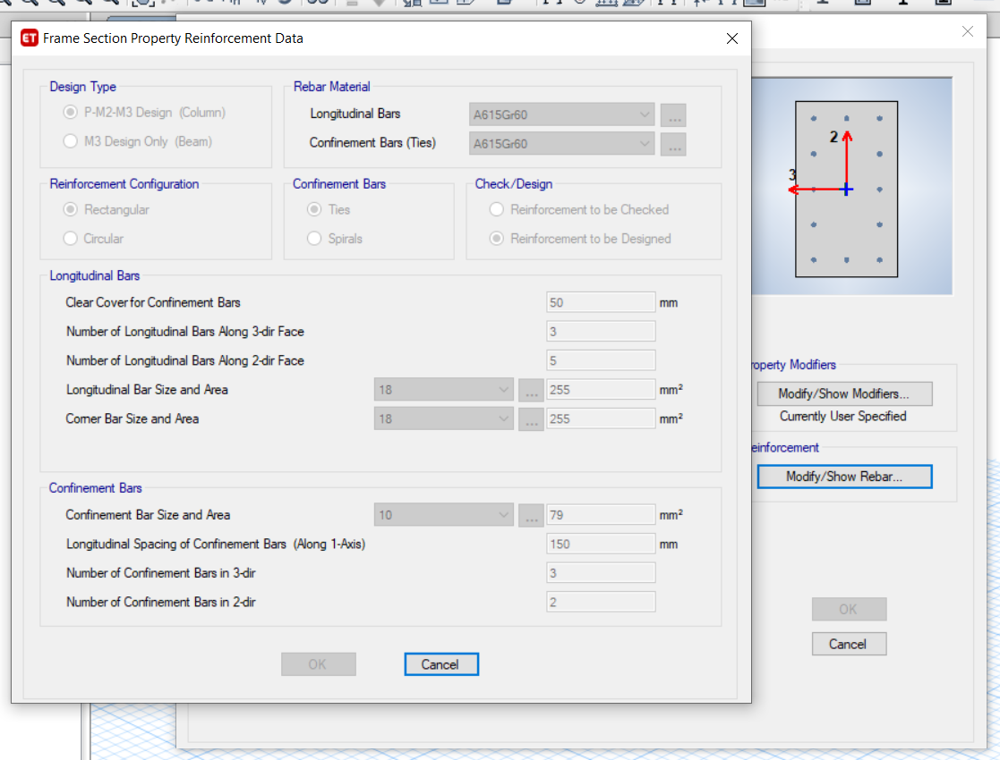 ET Frame Section Property Reinforcement Data
Design Type
P-M2-M3 Design (Column)
M3 Design Only (Beam)
Rebar Material
Longitudinal Bars
A615Gr60
...
Confinement Bars (Ties)
A615Gr60
...
Reinforcement Configuration
Rectangular
Circular
Confinement Bars
Ties
Spirals
Check/Design
Reinforcement to be Checked
Reinforcement to be Designed
Longitudinal Bars
Clear Cover for Confinement Bars
50
mm
Number of Longitudinal Bars Along 3-dir Face
3
Number of Longitudinal Bars Along 2-dir Face
5
Longitudinal Bar Size and Area
18
...
255
mm²
Corner Bar Size and Area
18
...
255
mm²
Confinement Bars
Confinement Bar Size and Area
10
...
79
mm²
Longitudinal Spacing of Confinement Bars (Along 1-Axis)
150
mm
Number of Confinement Bars in 3-dir
3
Number of Confinement Bars in 2-dir
2
OK
Cancel
2
3
roperty Modifiers
Modify/Show Modifiers...
Currently User Specified
einforcement
Modify/Show Rebar...
OK
Cancel